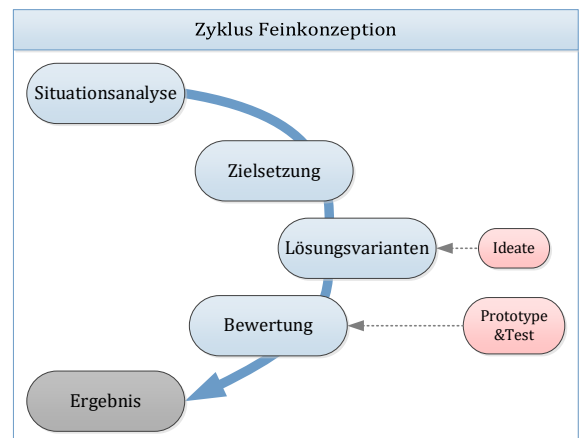 Zyklus Feinkonzeption
Situationsanalyse
Zielsetzung
Lösungsvarianten
Ideate
Bewertung
Prototype
&Test
Ergebnis